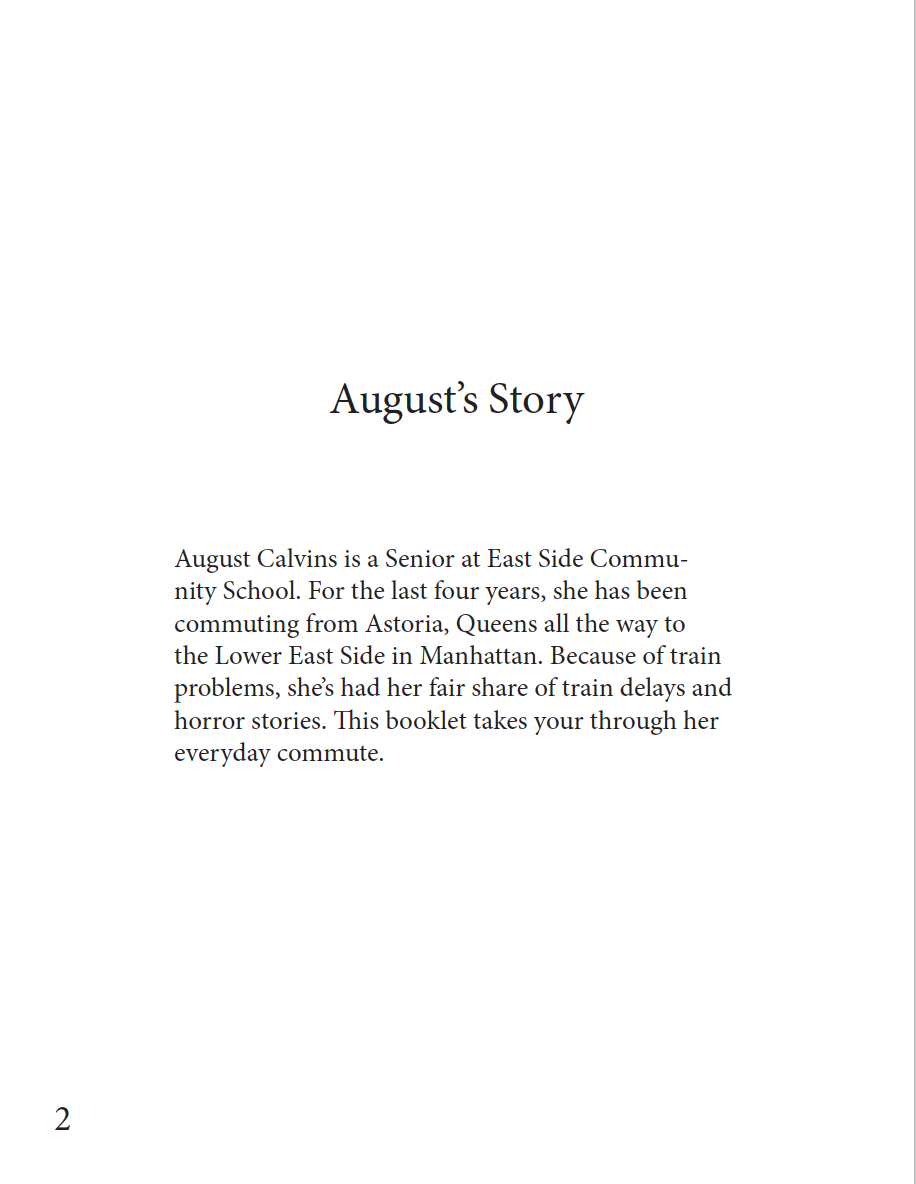 August’s Story
August Calvins is a Senior at East Side Commu-
nity School. For the last four years, she has been
commuting from Astoria, Queens all the way to
the Lower East Side in Manhattan. Because of train
problems, she’s had her fair share of train delays and
horror stories. This booklet takes your through her
everyday commute.
2